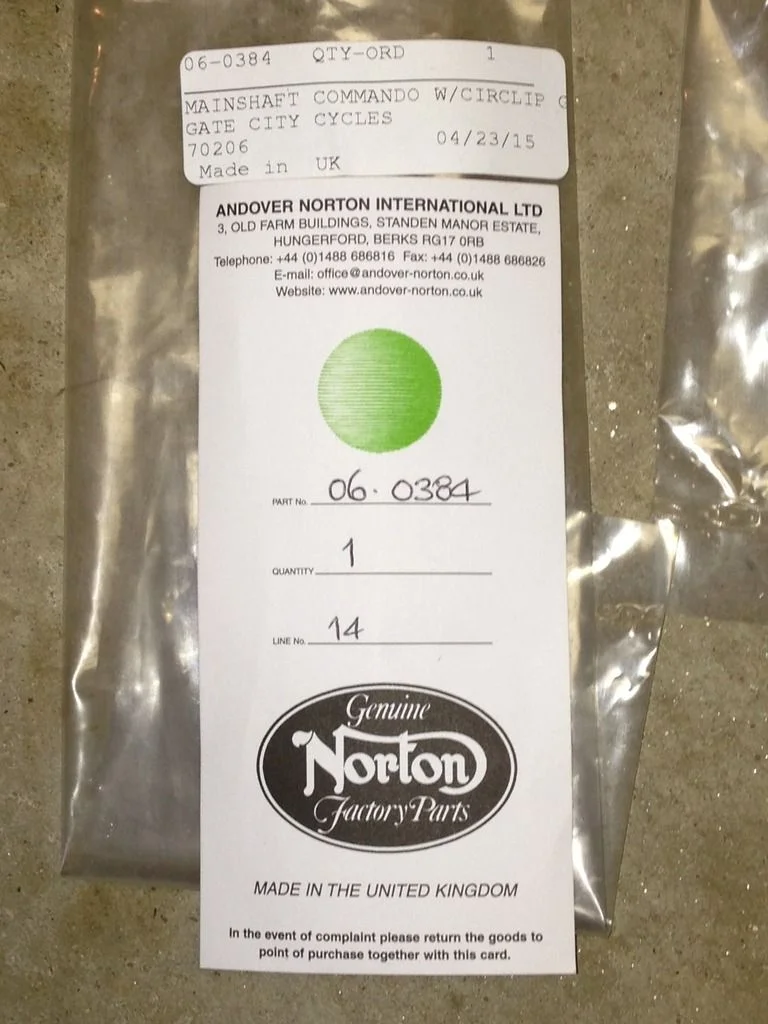 06-0384 QTY-ORD 1
MAINSHAFT COMMANDO W/CIRCLIP G
GATE CITY CYCLES
70206 04/23/15
Made in UK
ANDOVER NORTON INTERNATIONAL LTD
3, OLD FARM BUILDINGS, STANDEN MANOR ESTATE,
HUNGERFORD, BERKS RG17 0RB
Telephone: +44 (0)1488 686816 Fax: +44 (0)1488 686826
E-mail: office@andover-norton.co.uk
Website: www.andover-norton.co.uk
PART No. 06. 0384
QUANTITY 1
LINE No. 14
Genuine
Norton
Factory Parts
MADE IN THE UNITED KINGDOM
In the event of complaint please return the goods to
point of purchase together with this card.